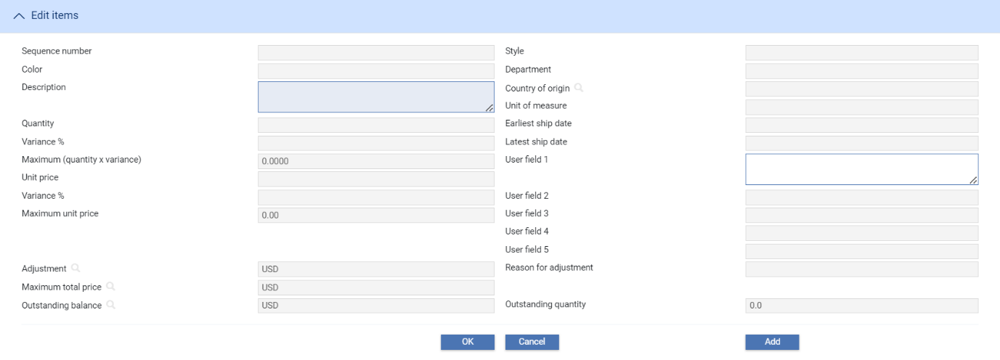 Edit items
Sequence number
Style
Color
Department
Description
Country of origin
Unit of measure
Quantity
Earliest ship date
Variance %
Latest ship date
Maximum (quantity x variance) 0.0000
User field 1
Unit price
Variance %
User field 2
Maximum unit price 0.00
User field 3
User field 4
User field 5
Adjustment USD
Reason for adjustment
Maximum total price USD
Outstanding balance USD
Outstanding quantity 0.0
OK Cancel Add